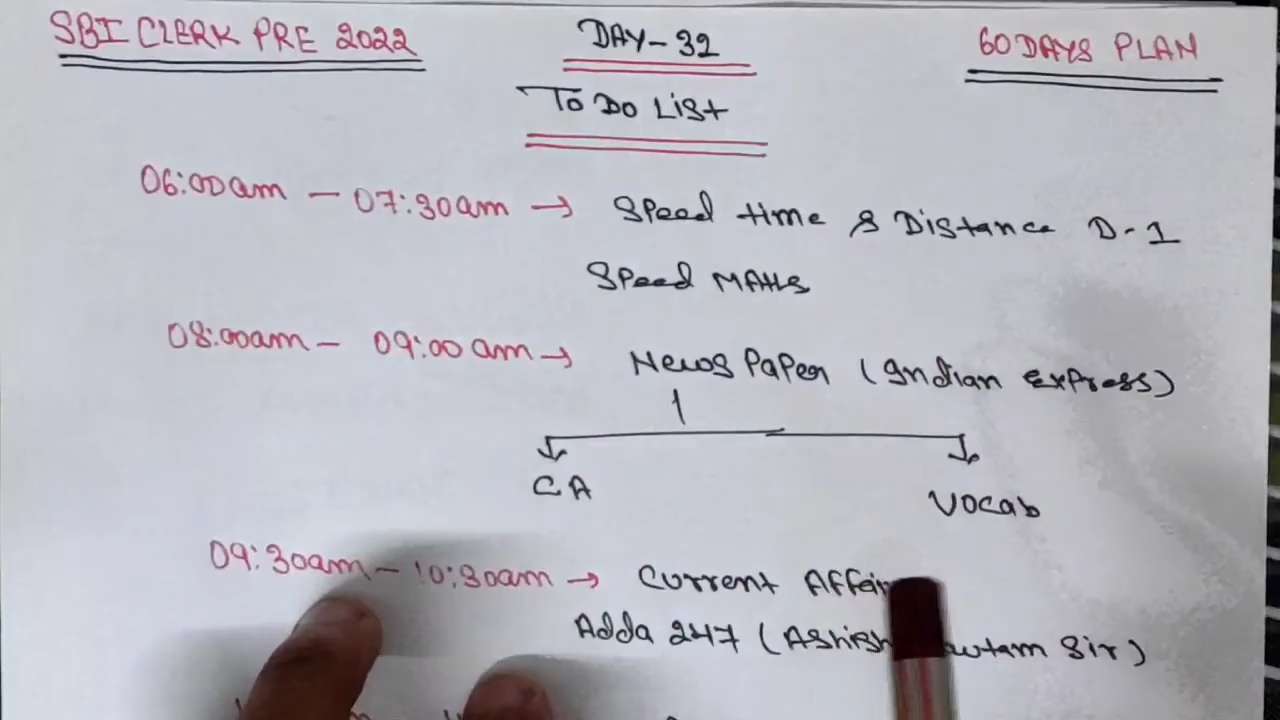 SBI CLERK PRE 2022 DAY-32 60 DAYS PLAN
To Do List
06:00am - 07:30am → Speed time & Distance D-1
Speed Maths
08:00am - 09:00am → News Paper (Indian Express)
CA Vocab
09:30am - 10:30am → Current
Adda 247 (Ashish Sir)